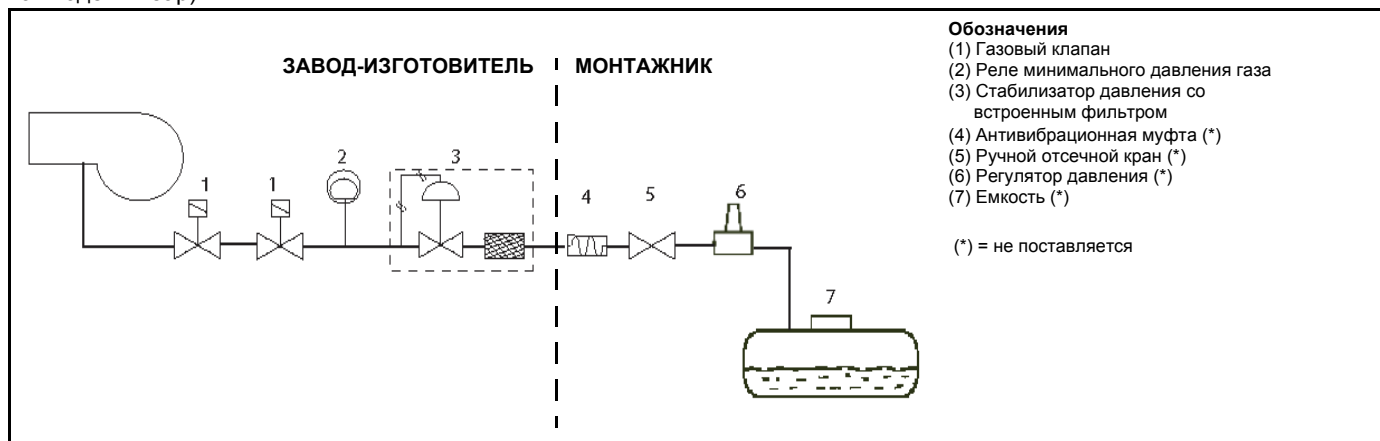 ЗАВОД-ИЗГОТОВИТЕЛЬ МОНТАЖНИК
1
1
2
3
4
5
6
7
Обозначения
(1) Газовый клапан
(2) Реле минимального давления газа
(3) Стабилизатор давления со
встроенным фильтром
(4) Антивибрационная муфта (*)
(5) Ручной отсечной кран (*)
(6) Регулятор давления (*)
(7) Емкость (*)
(*) = не поставляется